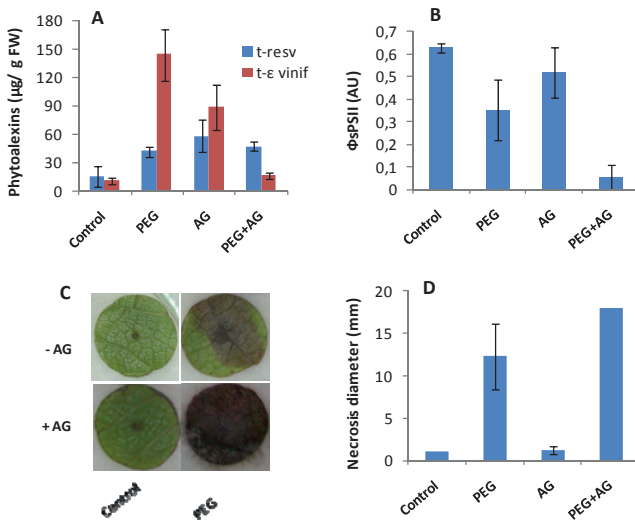 A
Phytoalexins (µg/ g FW)
180
150
120
90
60
30
0
t-resv
t-ε vinif
Control
PEG
AG
PEG+AG
B
ΦsPSII (AU)
0,7
0,6
0,5
0,4
0,3
0,2
0,1
0
Control
PEG
AG
PEG+AG
C
- AG
+ AG
Control
PEG
D
Necrosis diameter (mm)
20
15
10
5
0
Control
PEG
AG
PEG+AG